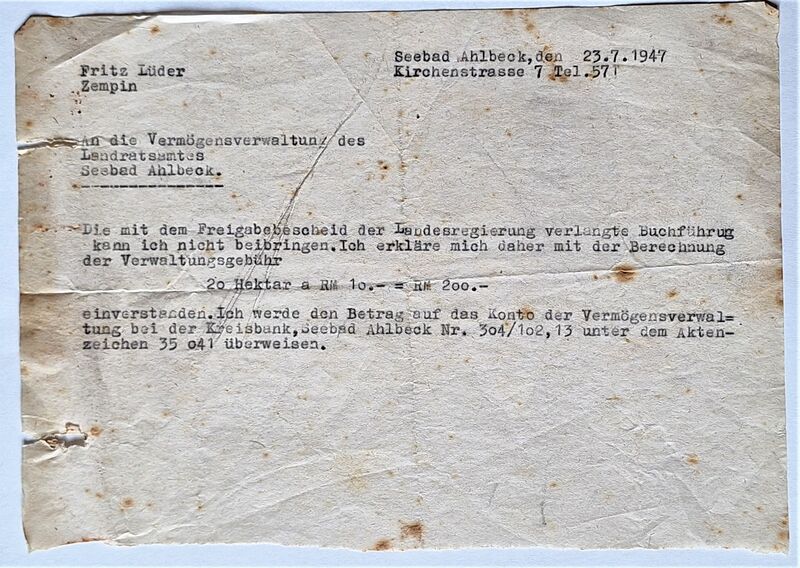 Seebad Ahlbeck,den 23.7.1947
Fritz Lüder Kirchenstrasse 7 Tel.571
Zempin
An die Vermögensverwaltung des
Landratsamtes
Seebad Ahlbeck.
Die mit dem Freigabebescheid der Landesregierung verlangte Buchführug
kann ich nicht beibringen.Ich erkläre mich daher mit der Berechnung
der Verwaltungsgebühr
2o Hektar a RM 1o.- = RM 2oo.-
einverstanden.Ich werde den Betrag auf das Konto der Vermögensverwal=
tung bei der Kreisbank,Seebad Ahlbeck Nr. 3o4/1o2,13 unter dem Akten-
zeichen 35 o41 überweisen.